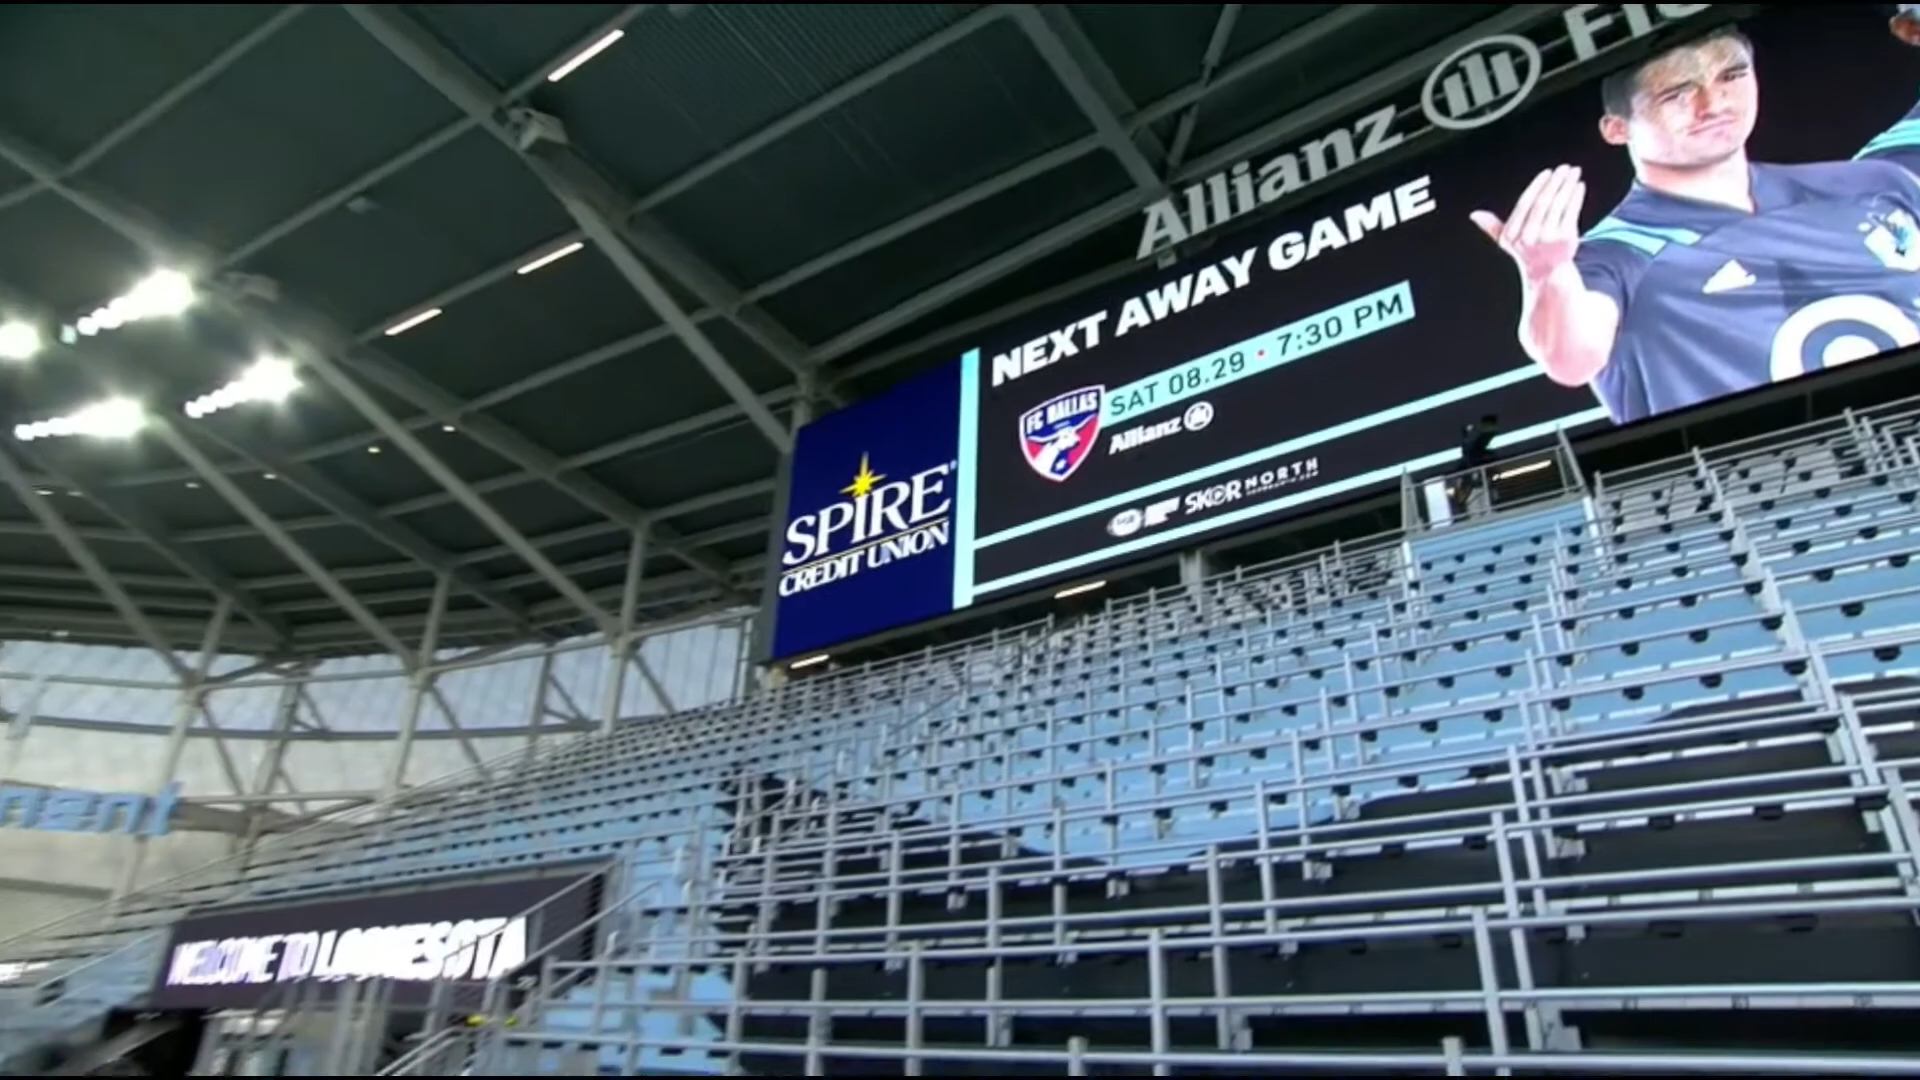 Allianz
NEXT AWAY GAME
SAT 08.29 • 7:30 PM
FC DALLAS
Allianz
SKOR NORTH
SPIRE
CREDIT UNION
WELCOME TO LOONESOTA